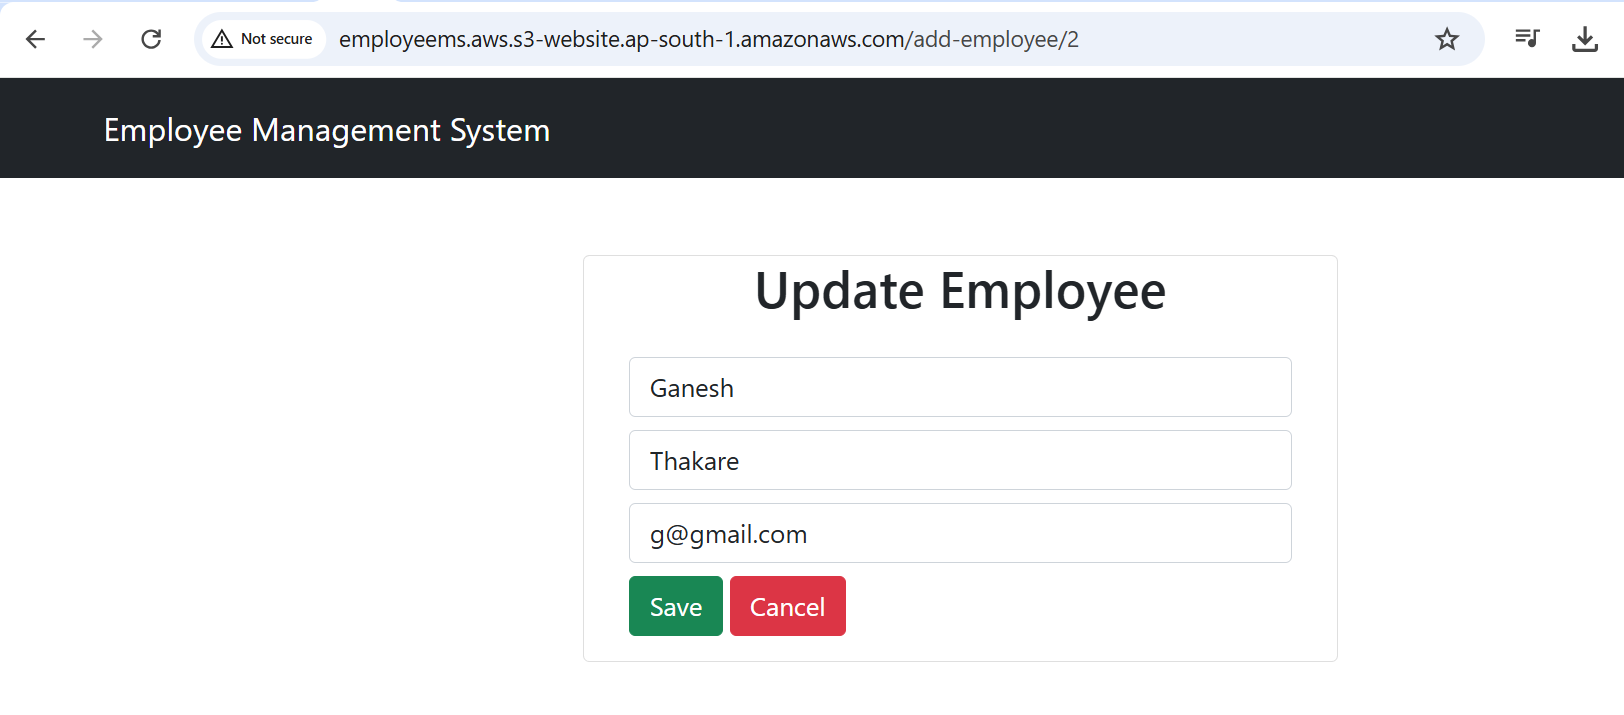 Not secure employeems.aws.s3-website.ap-south-1.amazonaws.com/add-employee/2
Employee Management System
Update Employee
Ganesh
Thakare
g@gmail.com
Save Cancel